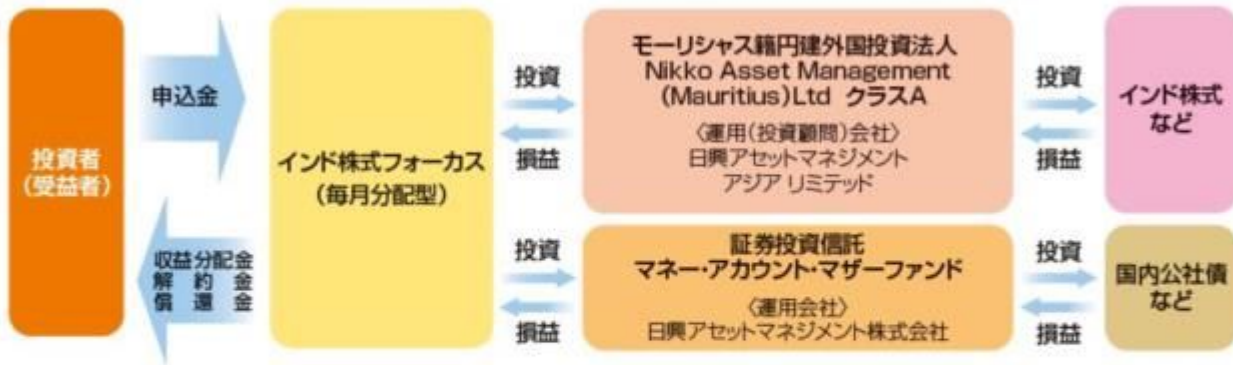 投資者
(受益者)
申込金
収益分配金
解約金
償還金
インド株式フォーカス
(毎月分配型)
投資
損益
モーリシャス籍円建外国投資法人
Nikko Asset Management
(Mauritius)Ltd クラスA
〈運用(投資顧問)会社〉
日興アセットマネジメント
アジア リミテッド
投資
損益
インド株式
など
投資
損益
証券投資信託
マネー・アカウント・マザーファンド
〈運用会社〉
日興アセットマネジメント株式会社
投資
損益
国内公社債
など